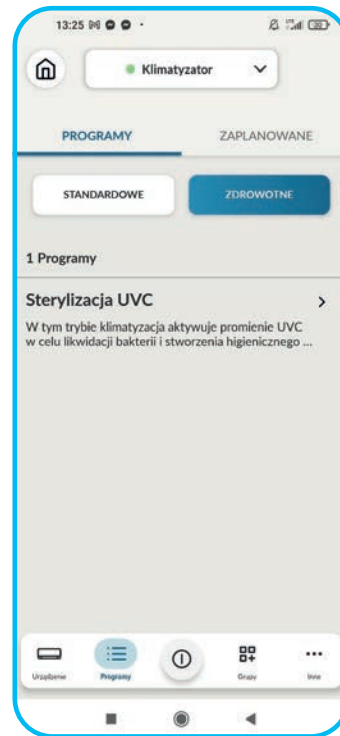 13:25
Klimatyzator
PROGRAMY
ZAPLANOWANE
STANDARDOWE
ZDROWOTNE
1 Programy
Sterylizacja UVC
W tym trybie klimatyzacja aktywuje promienie UVC
w celu likwidacji bakterii i stworzenia higienicznego ...
Urządzenie
Programy
Grupy
Inne